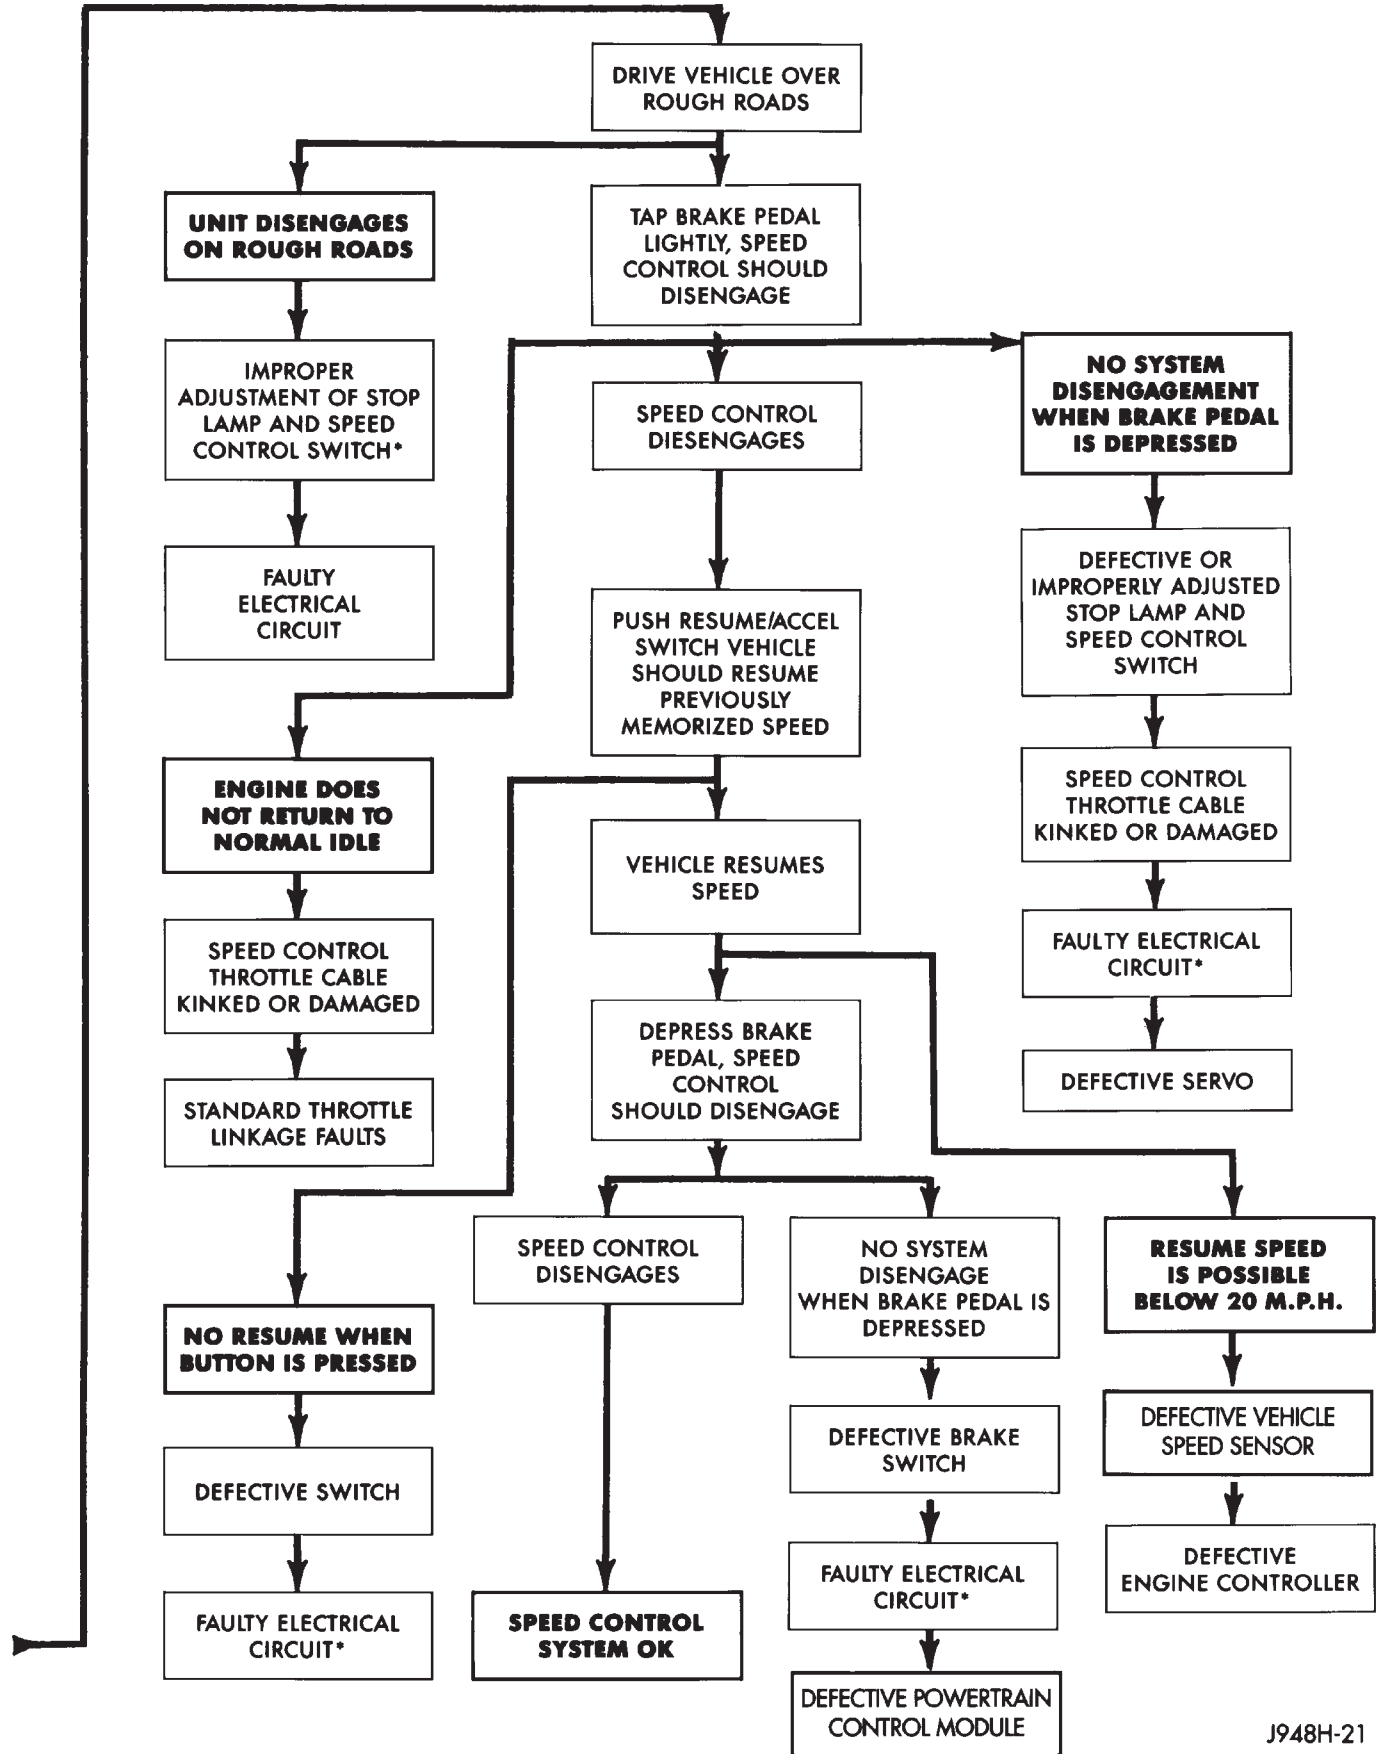 DRIVE VEHICLE OVER
ROUGH ROADS
UNIT DISENGAGES
ON ROUGH ROADS
TAP BRAKE PEDAL
LIGHTLY, SPEED
CONTROL SHOULD
DISENGAGE
IMPROPER
ADJUSTMENT OF STOP
LAMP AND SPEED
CONTROL SWITCH*
SPEED CONTROL
DIESENGAGES
NO SYSTEM
DISENGAGEMENT
WHEN BRAKE PEDAL
IS DEPRESSED
FAULTY
ELECTRICAL
CIRCUIT
PUSH RESUME/ACCEL
SWITCH VEHICLE
SHOULD RESUME
PREVIOUSLY
MEMORIZED SPEED
DEFECTIVE OR
IMPROPERLY ADJUSTED
STOP LAMP AND
SPEED CONTROL
SWITCH
ENGINE DOES
NOT RETURN TO
NORMAL IDLE
VEHICLE RESUMES
SPEED
SPEED CONTROL
THROTTLE CABLE
KINKED OR DAMAGED
SPEED CONTROL
THROTTLE CABLE
KINKED OR DAMAGED
DEPRESS BRAKE
PEDAL, SPEED
CONTROL
SHOULD DISENGAGE
FAULTY ELECTRICAL
CIRCUIT*
STANDARD THROTTLE
LINKAGE FAULTS
DEFECTIVE SERVO
NO RESUME WHEN
BUTTON IS PRESSED
SPEED CONTROL
DISENGAGES
NO SYSTEM
DISENGAGE
WHEN BRAKE PEDAL IS
DEPRESSED
RESUME SPEED
IS POSSIBLE
BELOW 20 M.P.H.
DEFECTIVE SWITCH
DEFECTIVE BRAKE
SWITCH
DEFECTIVE VEHICLE
SPEED SENSOR
FAULTY ELECTRICAL
CIRCUIT*
SPEED CONTROL
SYSTEM OK
FAULTY ELECTRICAL
CIRCUIT*
DEFECTIVE
ENGINE CONTROLLER
DEFECTIVE POWERTRAIN
CONTROL MODULE
J948H-21